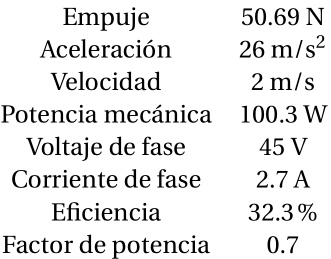 Empuje 50.69 N
Aceleración 26 m/s²
Velocidad 2 m/s
Potencia mecánica 100.3 W
Voltaje de fase 45 V
Corriente de fase 2.7 A
Eficiencia 32.3 %
Factor de potencia 0.7